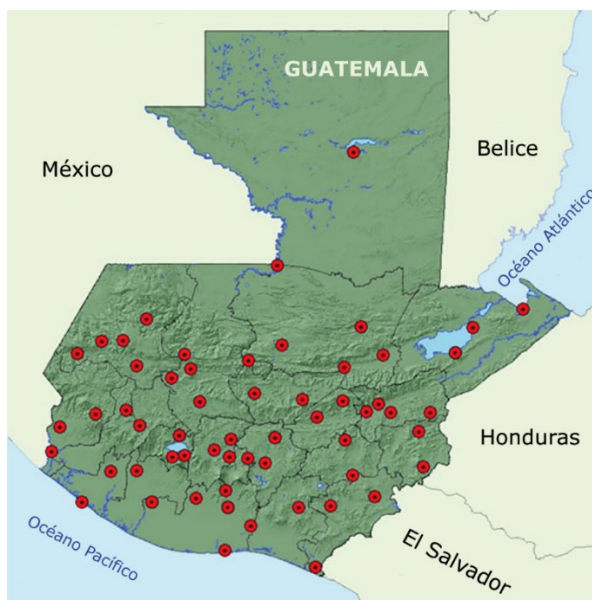 GUATEMALA
Belice
México
Océano Atlántico
Honduras
Océano Pacífico
El Salvador